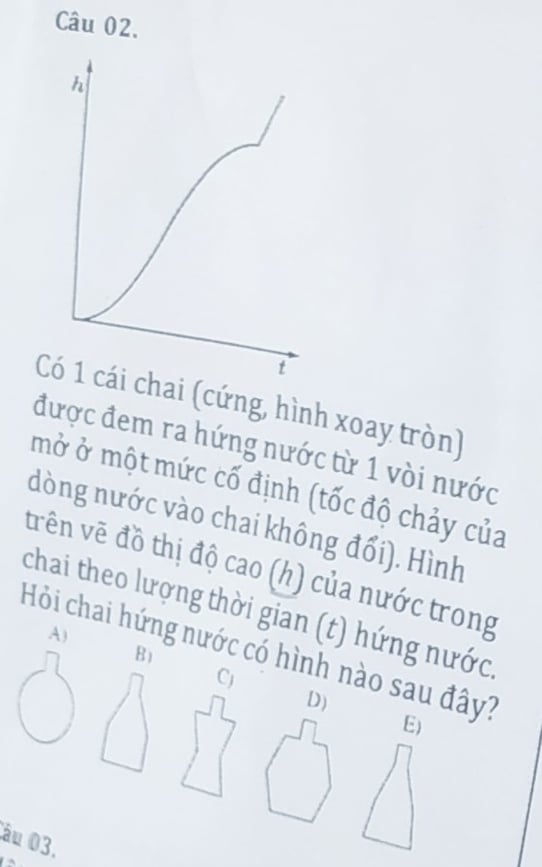 Câu 02.
h
t
Có 1 cái chai (cứng, hình xoay tròn)
được đem ra hứng nước từ 1 vòi nước
mở ở một mức cố định (tốc độ chảy của
dòng nước vào chai không đổi). Hình
trên vẽ đồ thị độ cao (h) của nước trong
chai theo lượng thời gian (t) hứng nước.
Hỏi chai hứng nước có hình nào sau đây?
A)
B)
C)
D)
E)
Câu 03.